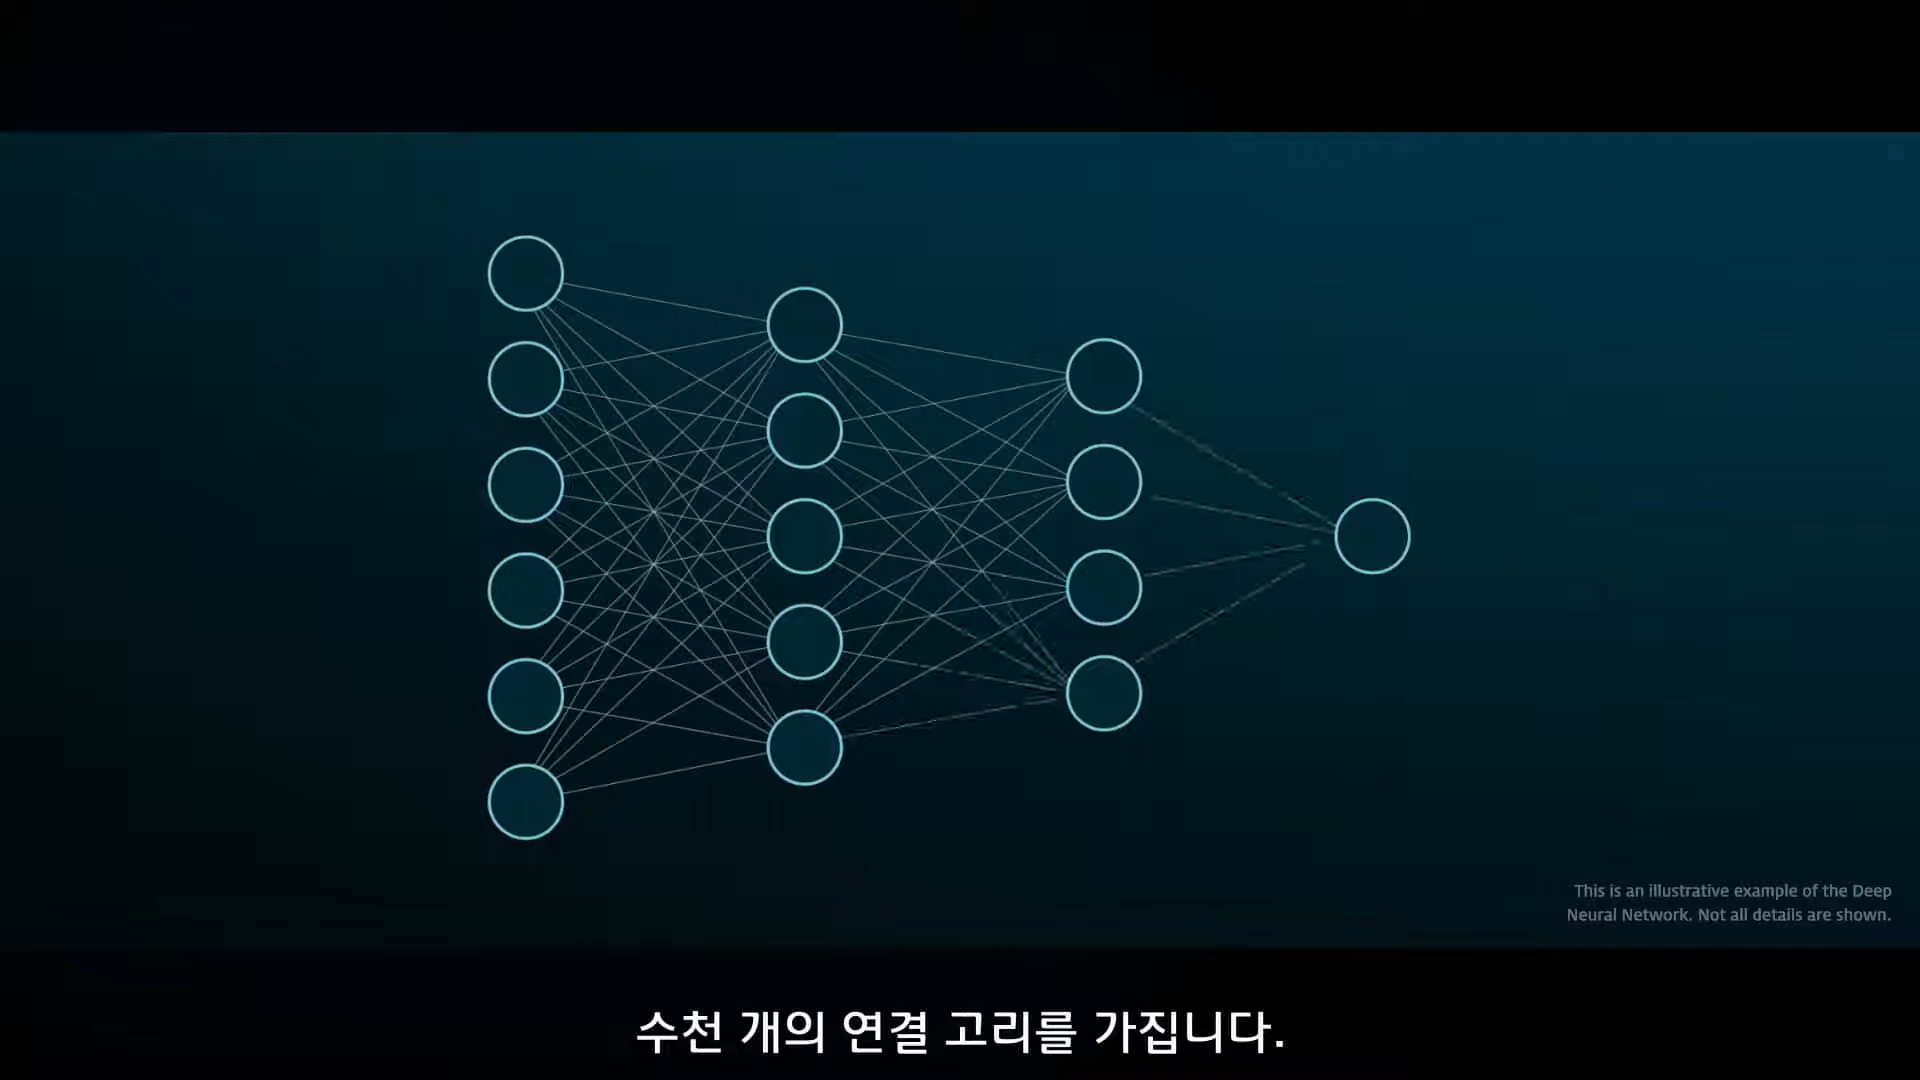 This is an illustrative example of the Deep
Neural Network. Not all details are shown.
수천 개의 연결 고리를 가집니다.